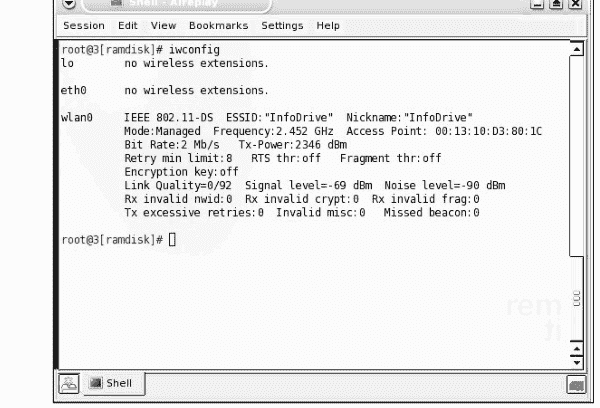 Shell - Aireplay
Session Edit View Bookmarks Settings Help
root@3[ramdisk]# iwconfig
lo        no wireless extensions.
eth0      no wireless extensions.
wlan0     IEEE 802.11-DS  ESSID:"InfoDrive"  Nickname:"InfoDrive"
          Mode:Managed  Frequency:2.452 GHz  Access Point: 00:13:10:D3:80:1C
          Bit Rate:2 Mb/s   Tx-Power:2346 dBm
          Retry min limit:8   RTS thr:off   Fragment thr:off
          Encryption key:off
          Link Quality=0/92  Signal level=-69 dBm  Noise level=-90 dBm
          Rx invalid nwid:0  Rx invalid crypt:0  Rx invalid frag:0
          Tx excessive retries:0  Invalid misc:0   Missed beacon:0
root@3[ramdisk]#
Shell